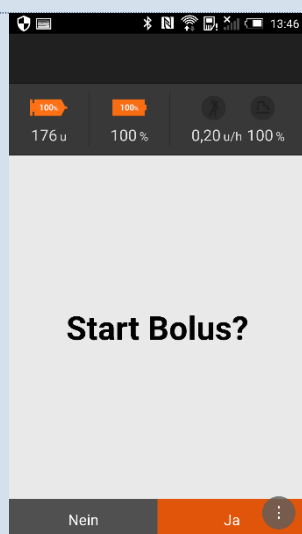 13:46
100% 100%
176 u 100 % 0,20 u/h 100 %
Start Bolus?
Nein Ja